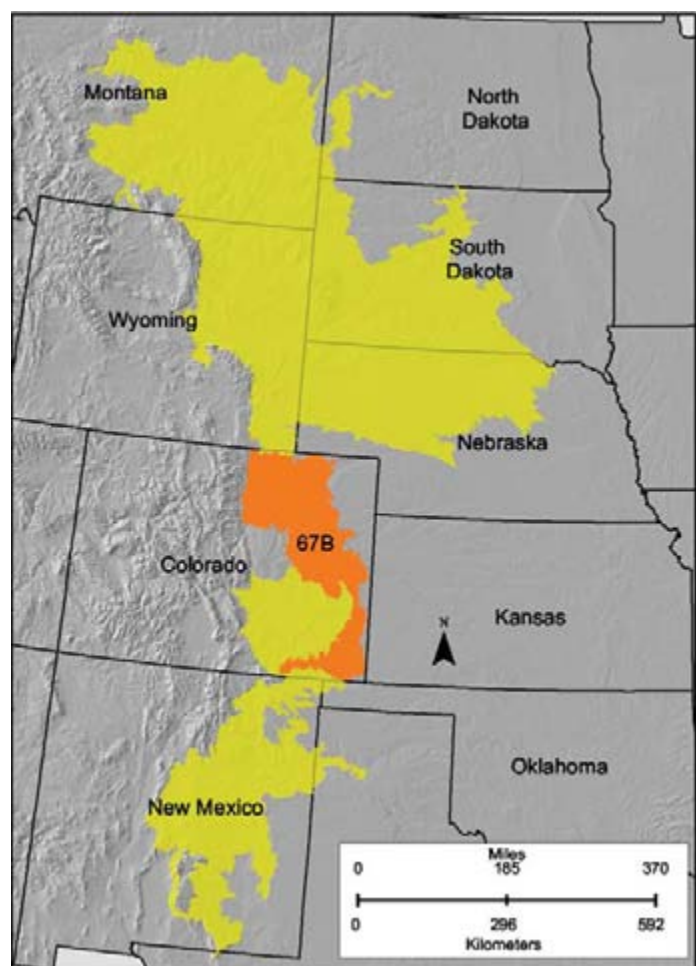 Montana
North
Dakota
South
Dakota
Wyoming
Nebraska
67B
Colorado
N
Kansas
Oklahoma
New Mexico
Miles
0 185 370
0 296 592
Kilometers